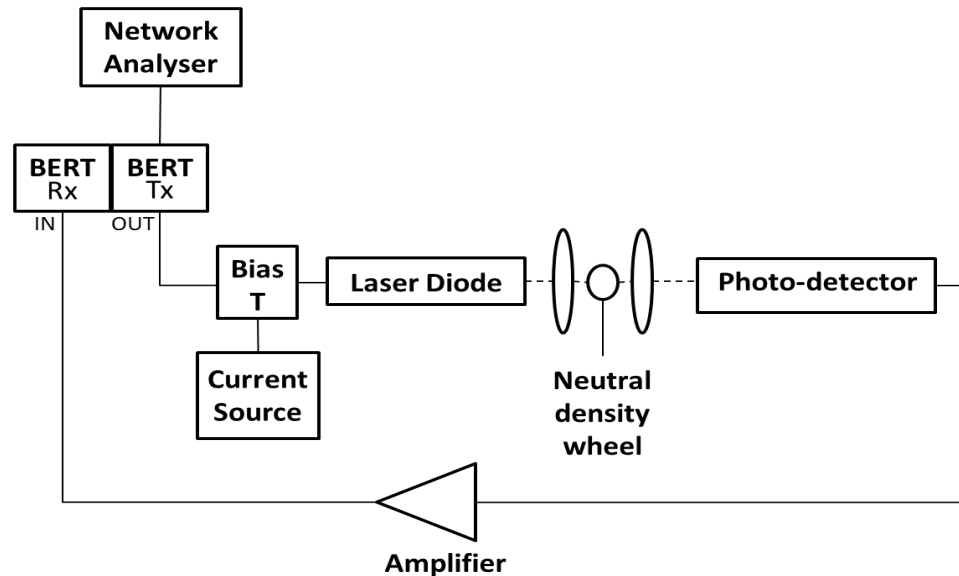 Network
Analyser
BERT
Rx
BERT
Tx
IN
OUT
Bias
T
Laser Diode
Photo-detector
Current
Source
Neutral
density
wheel
Amplifier